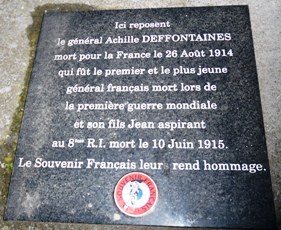 Ici reposent
le général Achille DEFFONTAINES
mort pour la France le 26 Août 1914
qui fût le premier et le plus jeune
général français mort lors de
la première guerre mondiale
et son fils Jean aspirant
au 8ème R.I. mort le 10 Juin 1915.
Le Souvenir Français leur rend hommage.
SOUVENIR FRANÇAIS